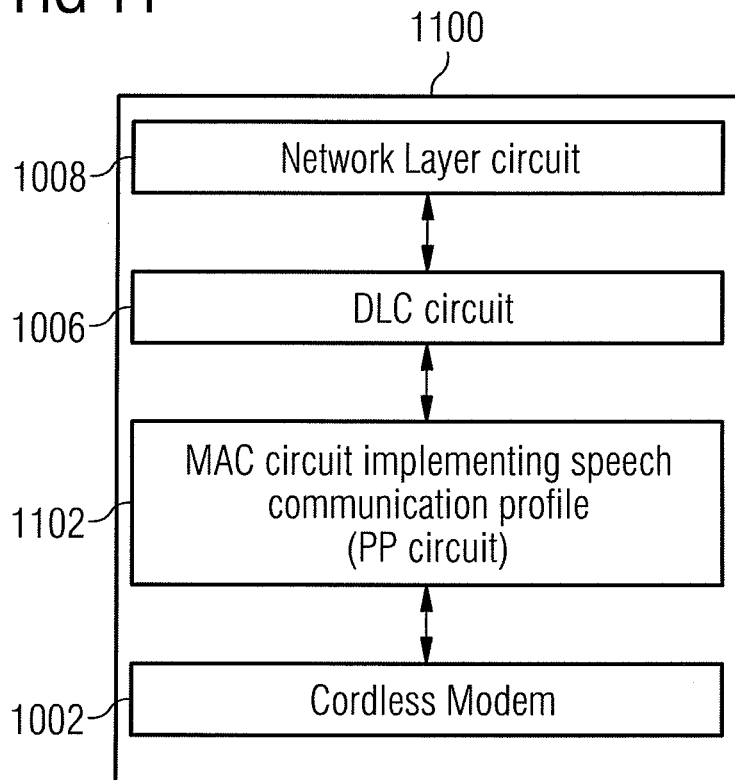 1100
1008
Network Layer circuit
1006
DLC circuit
1102
MAC circuit implementing speech
communication profile
(PP circuit)
1002
Cordless Modem